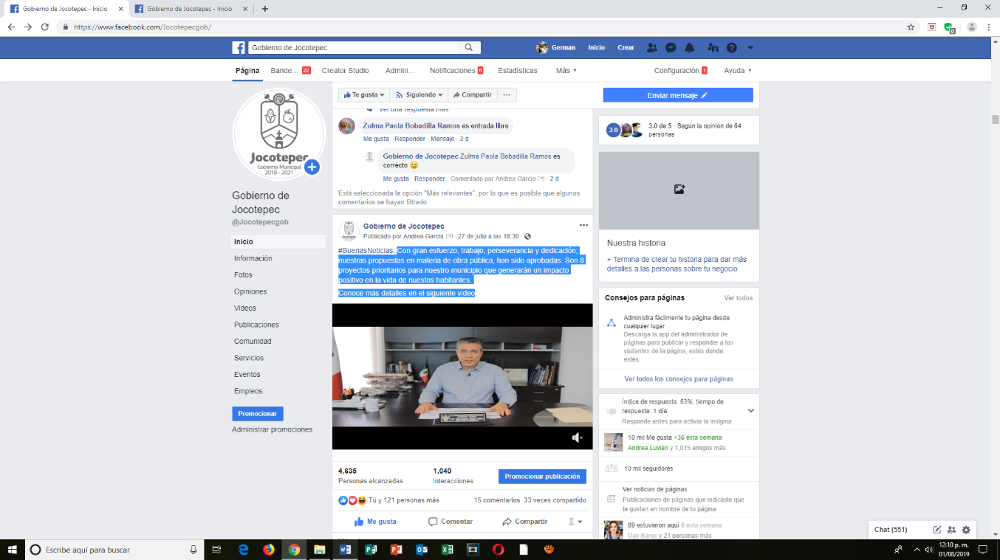 Gobierno de Jocotepec - Inicio
Gobierno de Jocotepec - Inicio
https://www.facebook.com/Jocotepecgob/
0
Gobierno de Jocotepec
German
Inicio
Crear
Página
Bande... 22
Creator Studio
Admini...
Notificaciones 6
Estadísticas
Más
Configuración 1
Ayuda
Jocotepec
Gobierno Municipal
2018 - 2021
Gobierno de
Jocotepec
@Jocotepecgob
Inicio
Información
Fotos
Opiniones
Videos
Publicaciones
Comunidad
Servicios
Eventos
Empleos
Promocionar
Administrar promociones
Te gusta
Siguiendo
Compartir
Enviar mensaje
Ver una respuesta más
Zulma Paola Bobadilla Ramos es entrada libre
Me gusta · Responder · Mensaje · 2 d
Gobierno de Jocotepec Zulma Paola Bobadilla Ramos es
correcto 😉
Me gusta · Responder · Comentado por Andrea Garcia [?] · 2 d
Está seleccionada la opción "Más relevantes", por lo que es posible que algunos
comentarios se hayan filtrado.
Gobierno de Jocotepec
Publicado por Andrea Garcia [?] · 27 de julio a las 18:30 ·
#BuenasNoticias: Con gran esfuerzo, trabajo, perseverancia y dedicación;
nuestras propuestas en materia de obra pública, han sido aprobadas. Son 8
proyectos prioritarios para nuestro municipio que generarán un impacto
positivo en la vida de nuestos habitantes.
Conoce más detalles en el siguiente video:
4,635
Personas alcanzadas
1,040
Interacciones
Promocionar publicación
Tú y 121 personas más
15 comentarios 33 veces compartido
Me gusta
Comentar
Compartir
3.0
3.0 de 5 · Según la opinión de 64
personas
Nuestra historia
+ Termina de crear tu historia para dar más
detalles a las personas sobre tu negocio.
Consejos para páginas
Ver todos
Administra fácilmente tu página desde
cualquier lugar
Descarga la app del administrador de
páginas para publicar y responder a los
visitantes de la página, estés donde
estés.
Ver todos los consejos para páginas
Índice de respuesta: 63%; tiempo de
respuesta: 1 día
Responde antes para activar la insignia
10 mil Me gusta +36 esta semana
Andrea Luvian y 1,015 amigos más
10 mil seguidores
Ver noticias de páginas
Publicaciones de páginas que indicaste que
te gustan en nombre de tu página
89 estuvieron aquí 0 esta semana
Day Barez y 21 personas más
Chat (551)
Escribe aquí para buscar
12:10 p. m.
01/08/2019